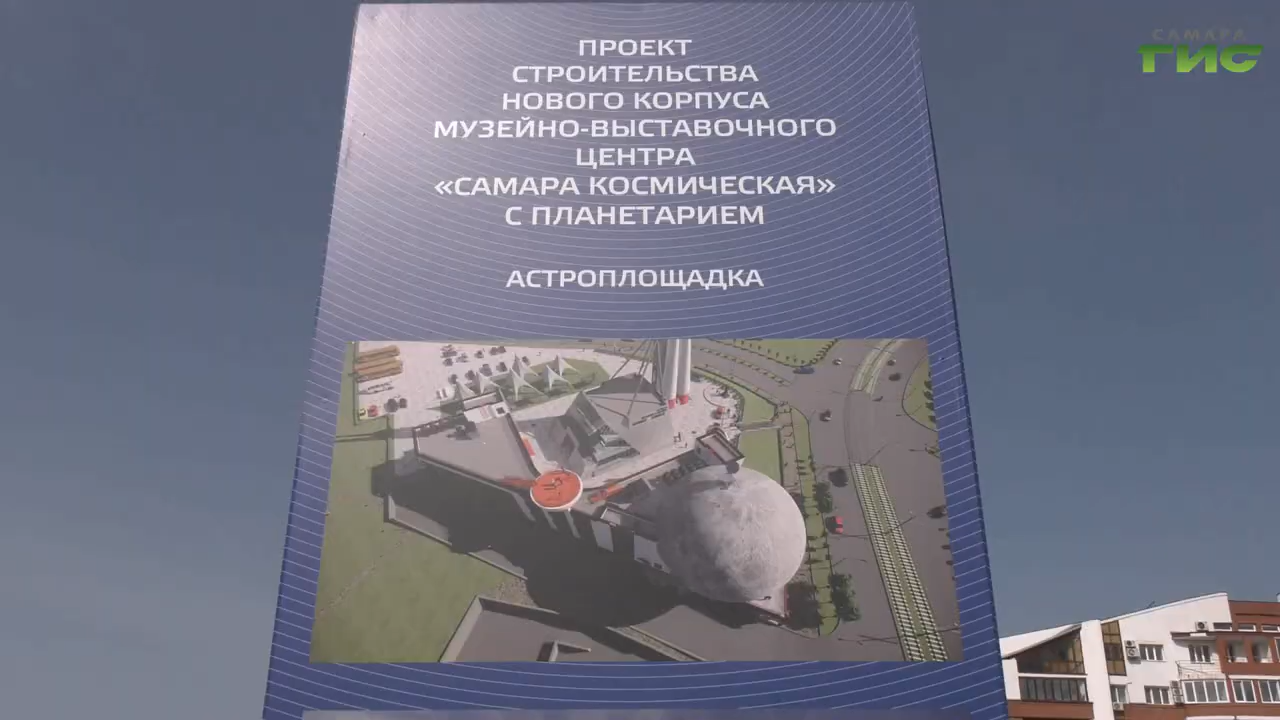 САМАРА
ГИС
ПРОЕКТ
СТРОИТЕЛЬСТВА
НОВОГО КОРПУСА
МУЗЕЙНО-ВЫСТАВОЧНОГО
ЦЕНТРА
«САМАРА КОСМИЧЕСКАЯ»
С ПЛАНЕТАРИЕМ
АСТРОПЛОЩАДКА